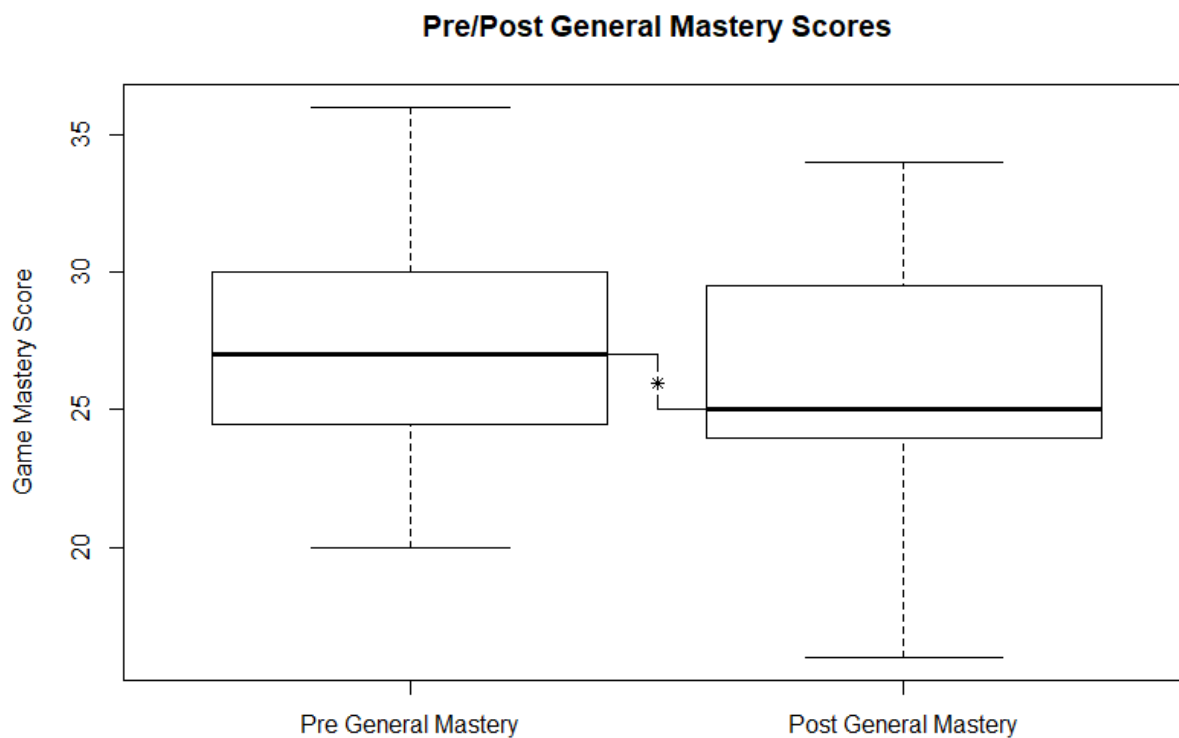 Pre/Post General Mastery Scores
Game Mastery Score
35
30
25
20
*
Pre General Mastery
Post General Mastery